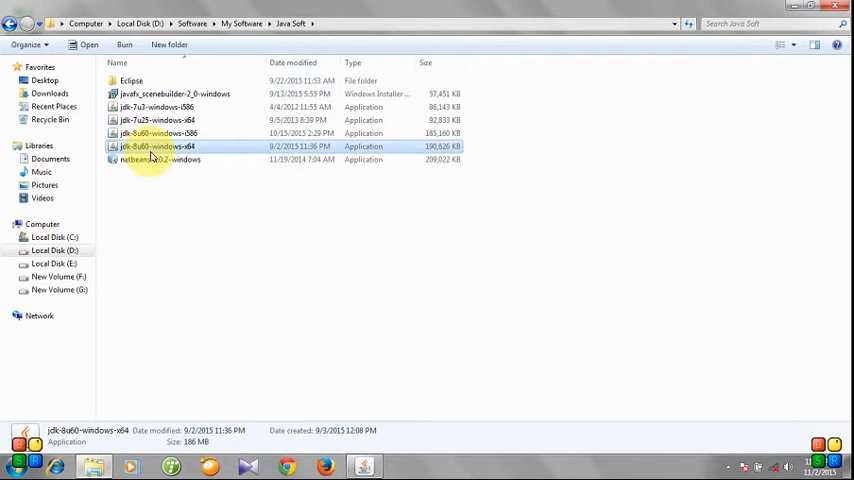 Computer ▸ Local Disk (D:) ▸ Software ▸ My Software ▸ Java Soft ▸
Search Java Soft
Organize
Open
Burn
New folder
Name
Date modified
Type
Size
Favorites
Desktop
Downloads
Recent Places
Recycle Bin
Libraries
Documents
Music
Pictures
Videos
Computer
Local Disk (C:)
Local Disk (D:)
Local Disk (E:)
New Volume (F:)
New Volume (G:)
Network
Eclipse 9/22/2015 11:53 AM File folder
javafx_scenebuilder-2_0-windows 9/13/2015 5:55 PM Windows Installer ... 57,451 KB
jdk-7u3-windows-i586 4/4/2012 11:45 AM Application 86,143 KB
jdk-7u25-windows-x64 9/5/2013 8:39 PM Application 92,833 KB
jdk-8u60-windows-i586 10/15/2015 2:29 PM Application 185,160 KB
jdk-8u60-windows-x64 9/2/2015 11:36 PM Application 190,626 KB
11/19/2014 7:04 AM Application 209,022 KB
jdk-8u60-windows-x64 Date modified: 9/2/2015 11:36 PM Date created: 9/3/2015 12:08 PM
Application Size: 186 MB
S R
S R
11/2/2015